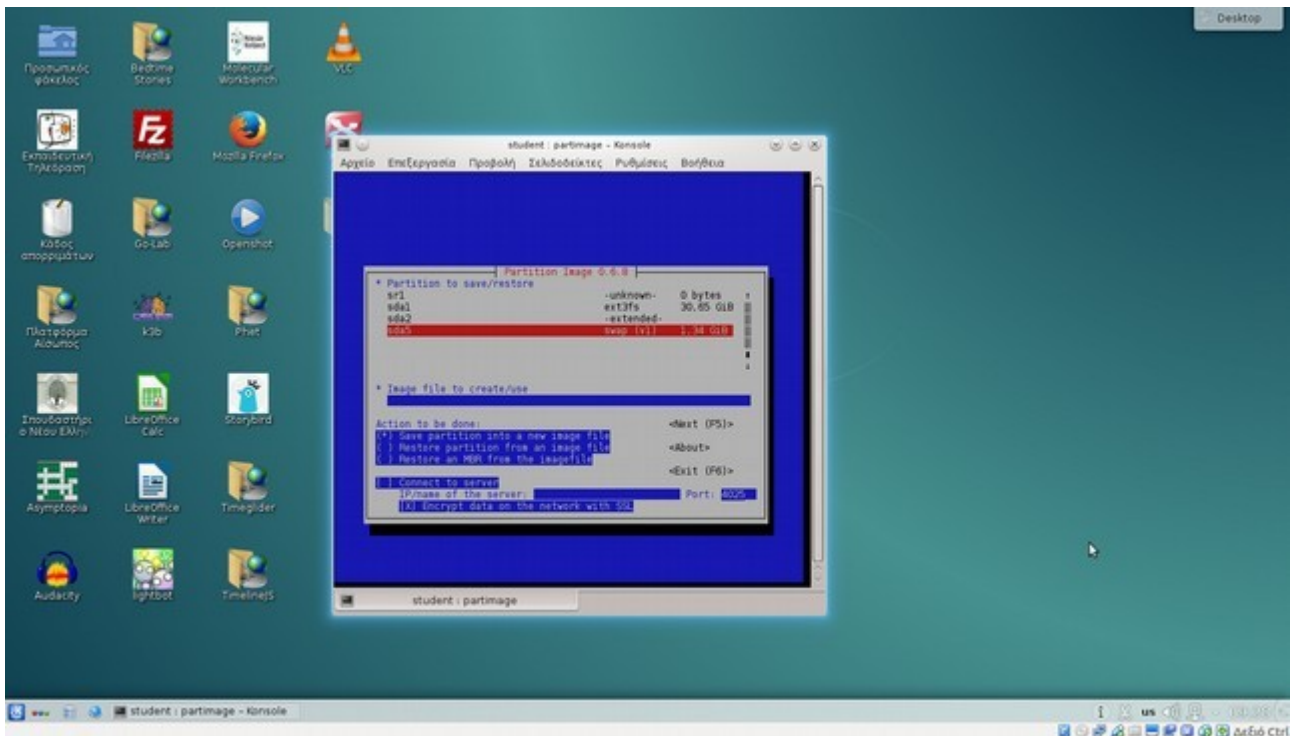 Desktop
Προσωπικός φάκελος
Bedtime Stories
Molecular Workbench
VLC
Εκπαιδευτική Τηλεόραση
Filezilla
Mozilla Firefox
Κάδος απορριμάτων
Go-Lab
Openshot
Πλατφόρμα Αίσωπος
k3b
Phet
Σπουδαστήρι
ο Νέου Ελλην
LibreOffice Calc
Storybird
Asymptopia
LibreOffice Writer
Timeglider
Audacity
lightbot
TimelineJS
student : partimage – Konsole
Αρχείο Επεξεργασία Προβολή Σελιδοδείκτες Ρυθμίσεις Βοήθεια
Partition Image 0.6.8
* Partition to save/restore
sr1 -unknown- 0 bytes
sda1 ext3fs 30,65 GiB
sda2 -extended-
sda5 swap (v1) 1,34 GiB
* Image file to create/use
Action to be done: <Next (F5)>
(*) Save partition into a new image file
( ) Restore partition from an image file <About>
( ) Restore an MBR from the imagefile
<Exit (F6)>
[ ] Connect to server
IP/name of the server: Port: 4025
[X] Encrypt data on the network with SSL
student : partimage
student : partimage – Konsole
us
Δεξιό Ctrl